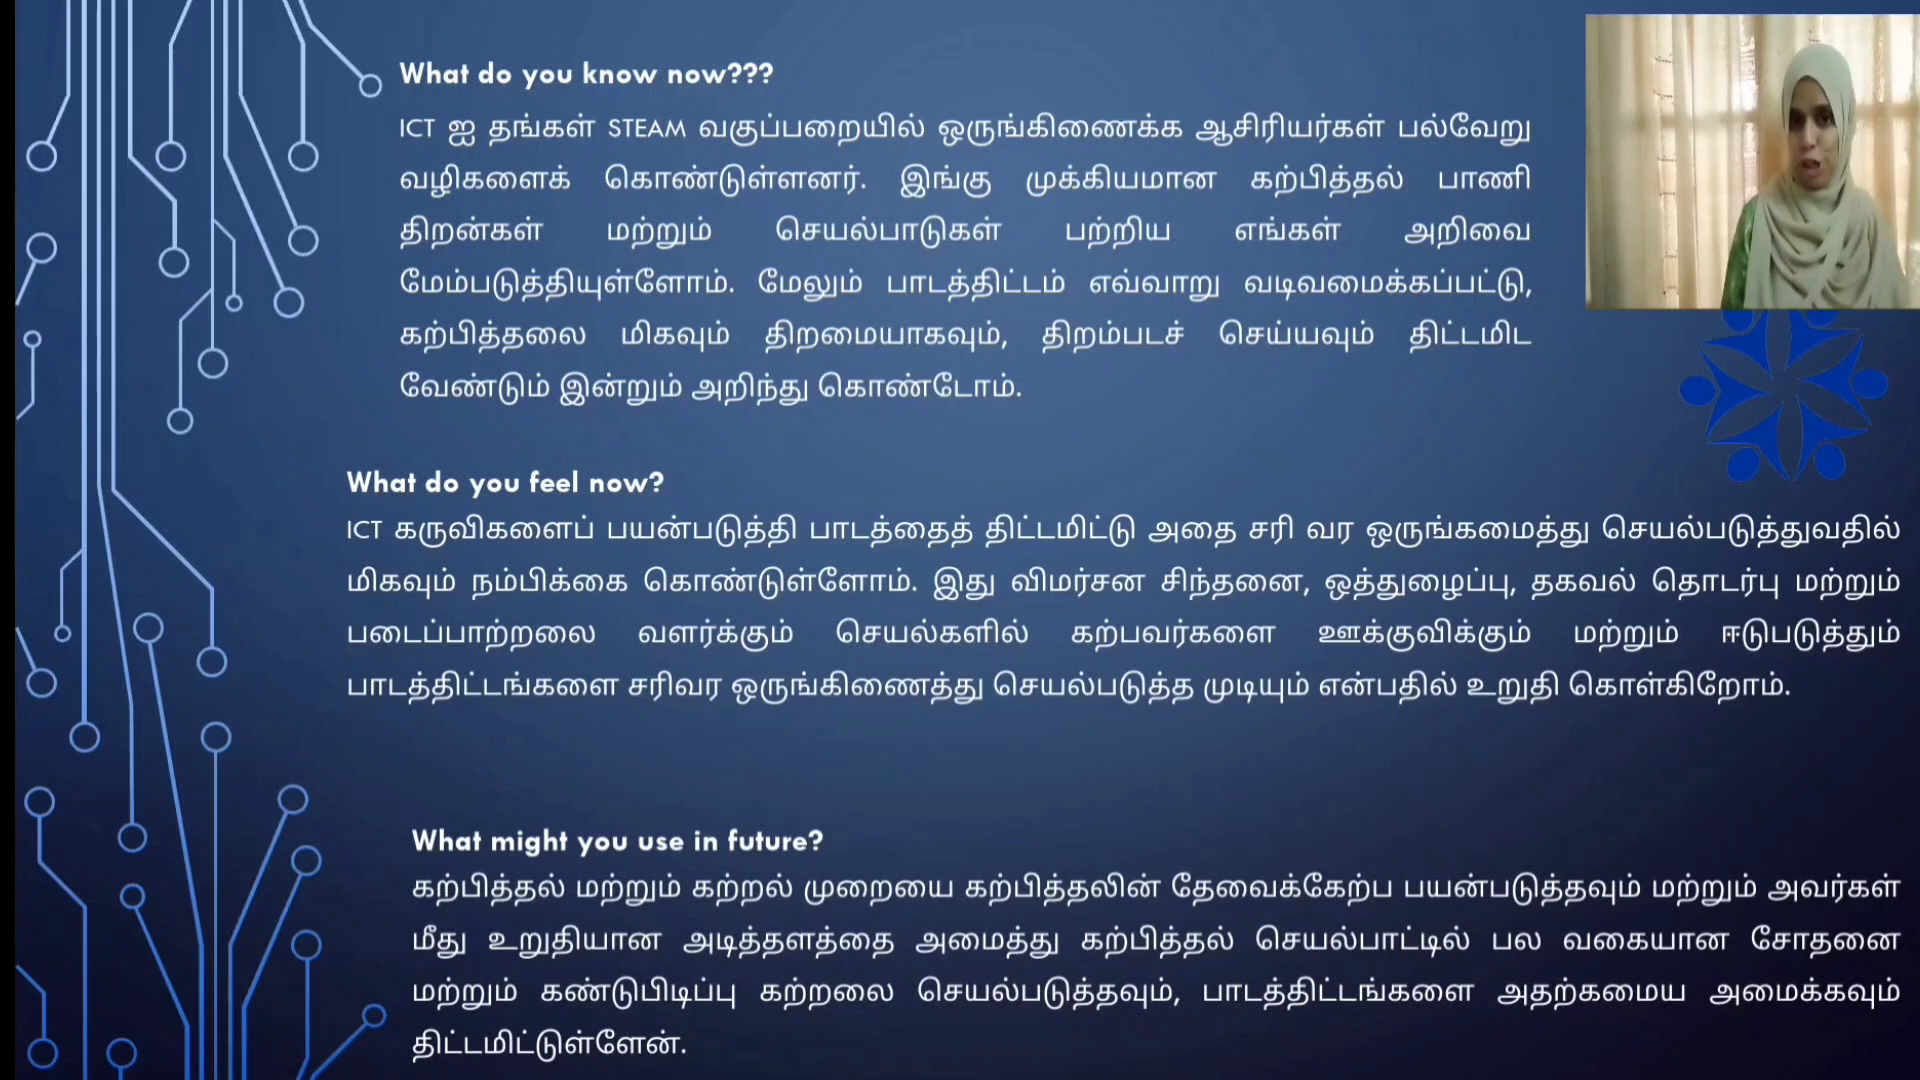 What do you know now???
ICT ஐ தங்கள் STEAM வகுப்பறையில் ஒருங்கிணைக்க ஆசிரியர்கள் பல்வேறு
வழிகளைக் கொண்டுள்ளனர். இங்கு முக்கியமான கற்பித்தல் பாணி
திறன்கள் மற்றும் செயல்பாடுகள் பற்றிய எங்கள் அறிவை
மேம்படுத்தியுள்ளோம். மேலும் பாடத்திட்டம் எவ்வாறு வடிவமைக்கப்பட்டு,
கற்பித்தலை மிகவும் திறமையாகவும், திறம்படச் செய்யவும் திட்டமிட
வேண்டும் இன்றும் அறிந்து கொண்டோம்.
What do you feel now?
ICT கருவிகளைப் பயன்படுத்தி பாடத்தைத் திட்டமிட்டு அதை சரி வர ஒருங்கமைத்து செயல்படுத்துவதில்
மிகவும் நம்பிக்கை கொண்டுள்ளோம். இது விமர்சன சிந்தனை, ஒத்துழைப்பு, தகவல் தொடர்பு மற்றும்
படைப்பாற்றலை வளர்க்கும் செயல்களில் கற்பவர்களை ஊக்குவிக்கும் மற்றும் ஈடுபடுத்தும்
பாடத்திட்டங்களை சரிவர ஒருங்கிணைத்து செயல்படுத்த முடியும் என்பதில் உறுதி கொள்கிறோம்.
What might you use in future?
கற்பித்தல் மற்றும் கற்றல் முறையை கற்பித்தலின் தேவைக்கேற்ப பயன்படுத்தவும் மற்றும் அவர்கள்
மீது உறுதியான அடித்தளத்தை அமைத்து கற்பித்தல் செயல்பாட்டில் பல வகையான சோதனை
மற்றும் கண்டுபிடிப்பு கற்றலை செயல்படுத்தவும், பாடத்திட்டங்களை அதற்கமைய அமைக்கவும்
திட்டமிட்டுள்ளேன்.